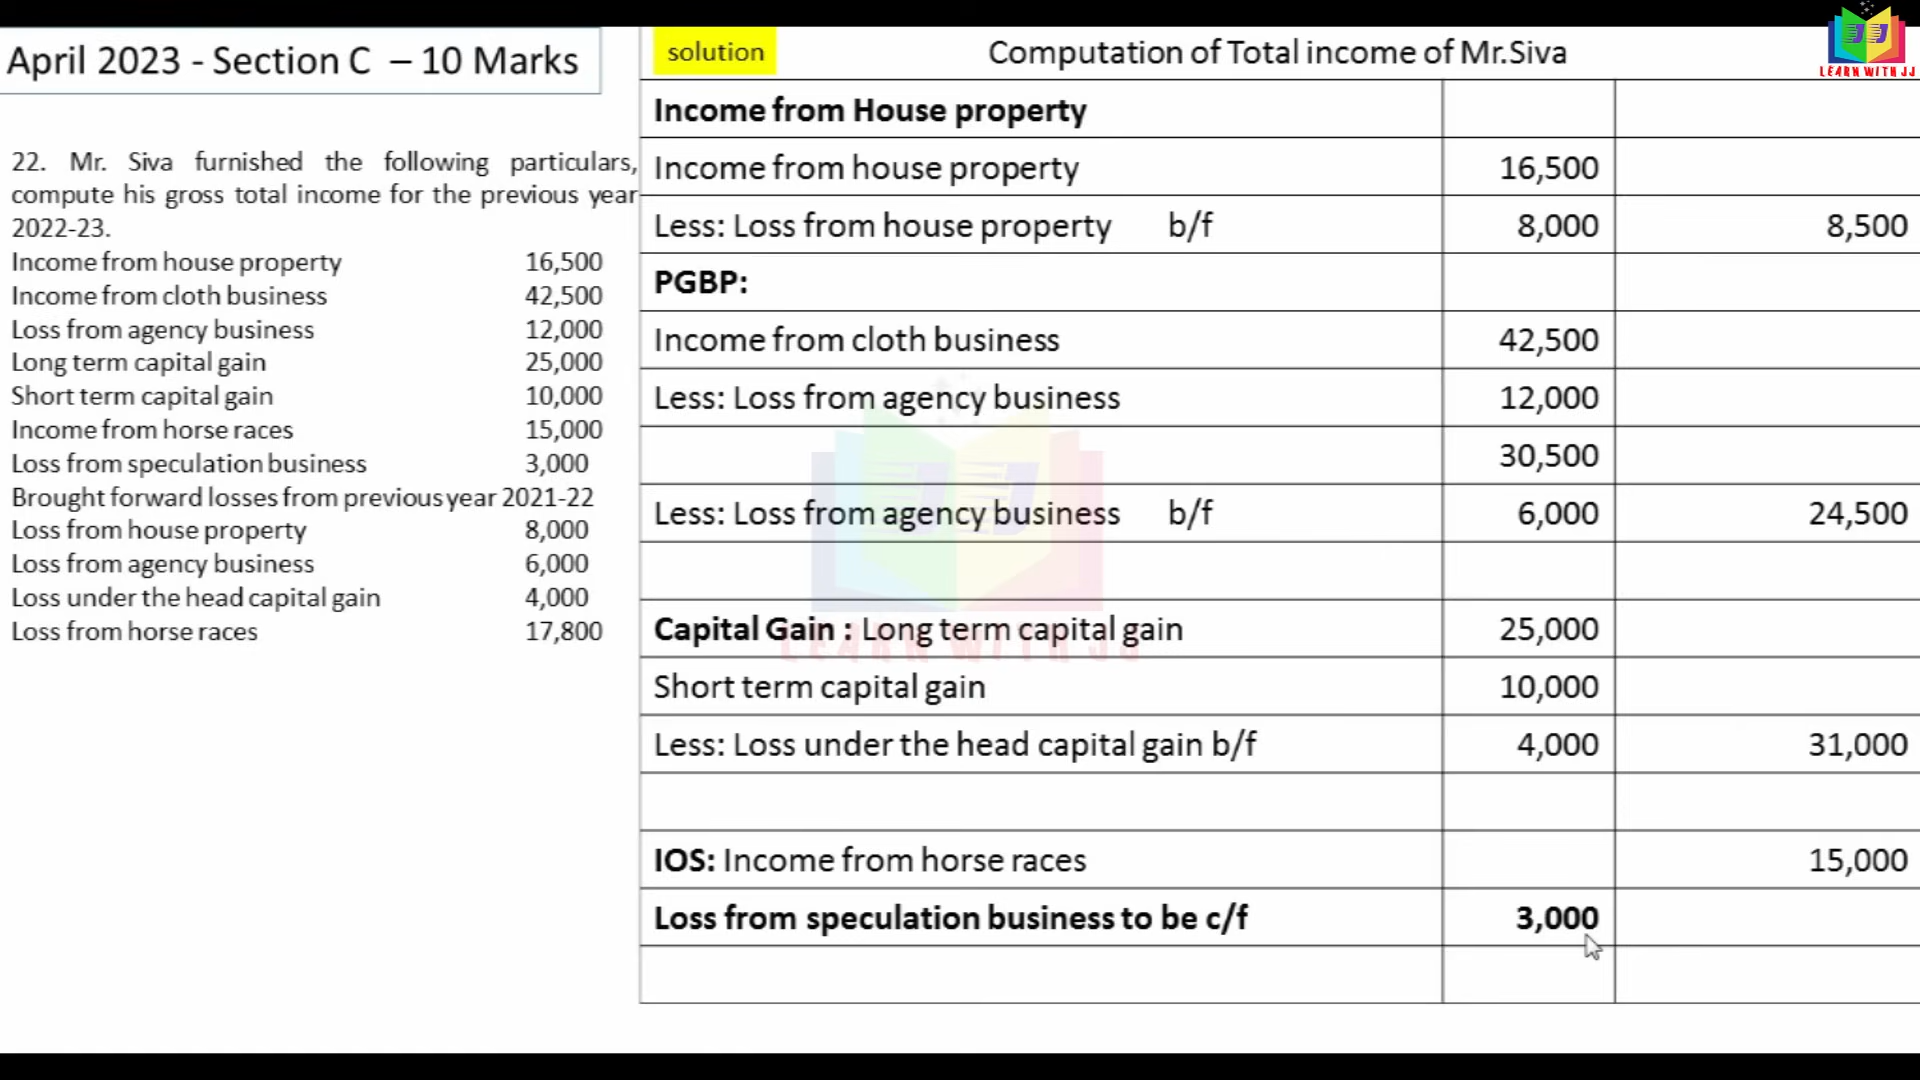 April 2023 - Section C – 10 Marks
22. Mr. Siva furnished the following particulars,
compute his gross total income for the previous year
2022-23.
Income from house property 16,500
Income from cloth business 42,500
Loss from agency business 12,000
Long term capital gain 25,000
Short term capital gain 10,000
Income from horse races 15,000
Loss from speculation business 3,000
Brought forward losses from previous year 2021-22
Loss from house property 8,000
Loss from agency business 6,000
Loss under the head capital gain 4,000
Loss from horse races 17,800
solution Computation of Total income of Mr.Siva
Income from House property
Income from house property 16,500
Less: Loss from house property b/f 8,000 8,500
PGBP:
Income from cloth business 42,500
Less: Loss from agency business 12,000
30,500
Less: Loss from agency business b/f 6,000 24,500
Capital Gain : Long term capital gain 25,000
Short term capital gain 10,000
Less: Loss under the head capital gain b/f 4,000 31,000
IOS: Income from horse races 15,000
Loss from speculation business to be c/f 3,000
JJ
LEARN WITH JJ
JJ
LEARN WITH JJ